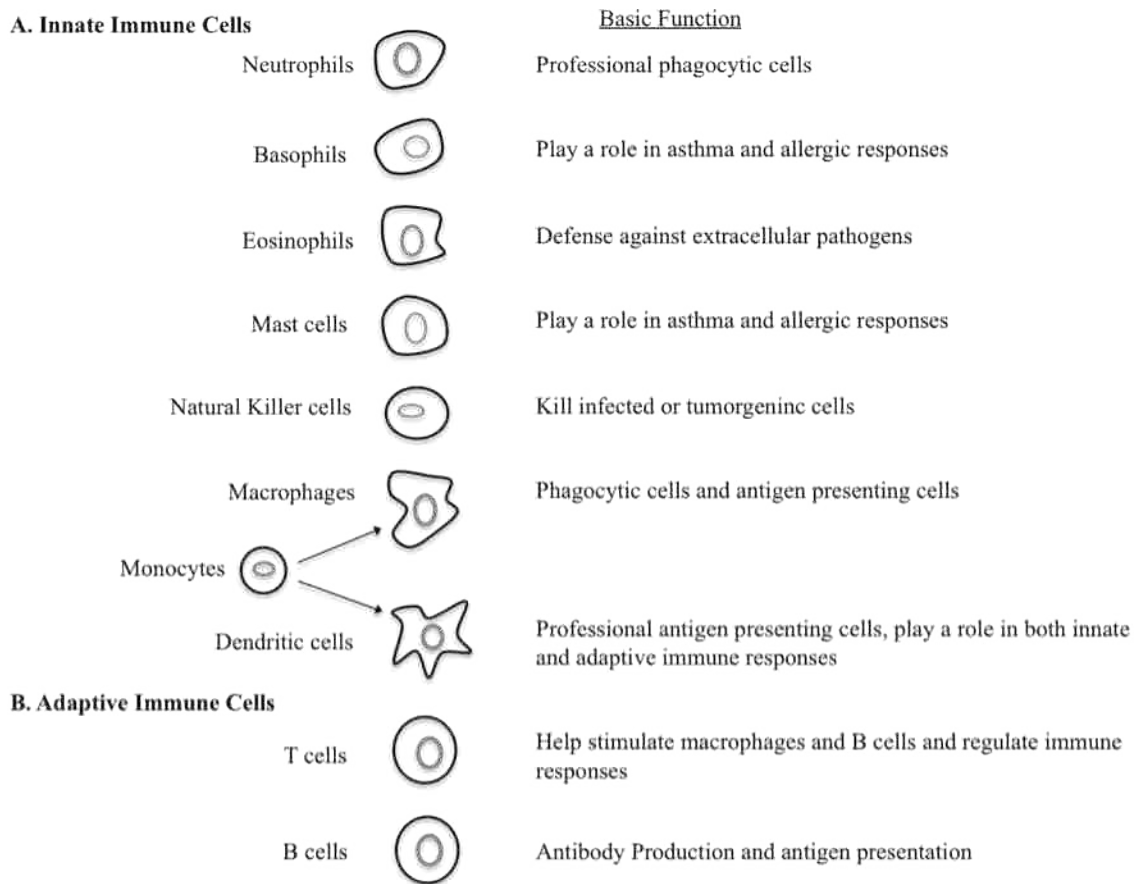 A. Innate Immune Cells
Basic Function
Neutrophils
Professional phagocytic cells
Basophils
Play a role in asthma and allergic responses
Eosinophils
Defense against extracellular pathogens
Mast cells
Play a role in asthma and allergic responses
Natural Killer cells
Kill infected or tumorgeninc cells
Macrophages
Phagocytic cells and antigen presenting cells
Monocytes
Dendritic cells
Professional antigen presenting cells, play a role in both innate
and adaptive immune responses
B. Adaptive Immune Cells
T cells
Help stimulate macrophages and B cells and regulate immune
responses
B cells
Antibody Production and antigen presentation